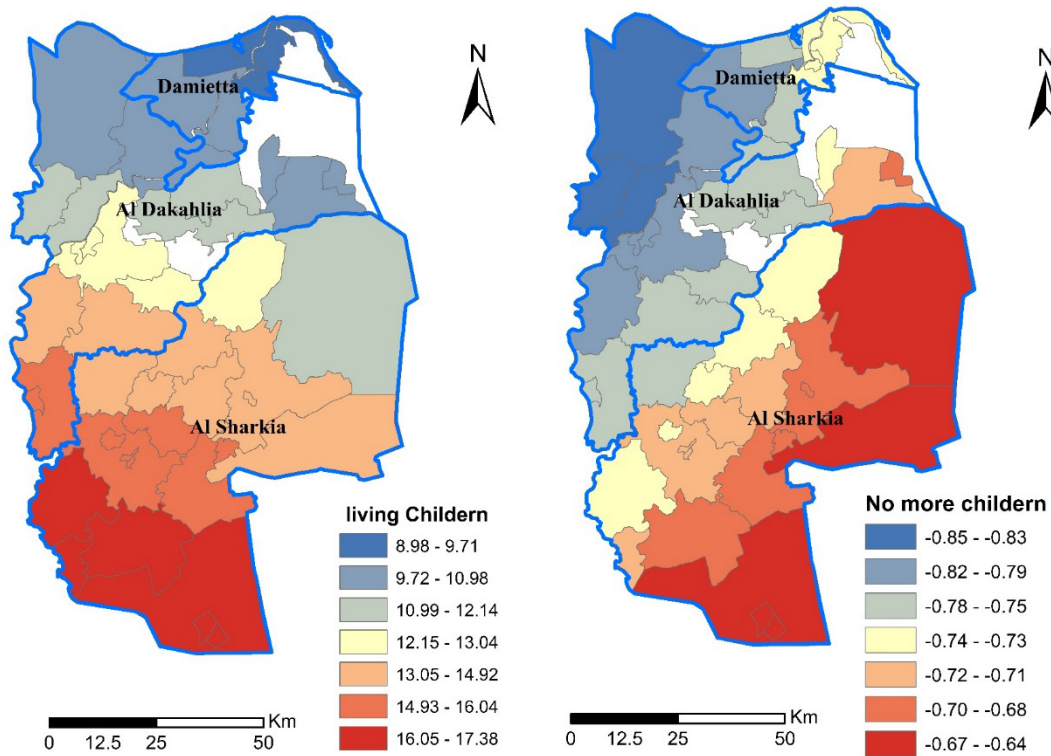 N
Damietta
Al Dakahlia
Al Sharkia
living Childern
8.98 - 9.71
9.72 - 10.98
10.99 - 12.14
12.15 - 13.04
13.05 - 14.92
14.93 - 16.04
16.05 - 17.38
Km
0 12.5 25 50
N
Damietta
Al Dakahlia
Al Sharkia
No more childern
-0.85 - -0.83
-0.82 - -0.79
-0.78 - -0.75
-0.74 - -0.73
-0.72 - -0.71
-0.70 - -0.68
-0.67 - -0.64
Km
0 12.5 25 50